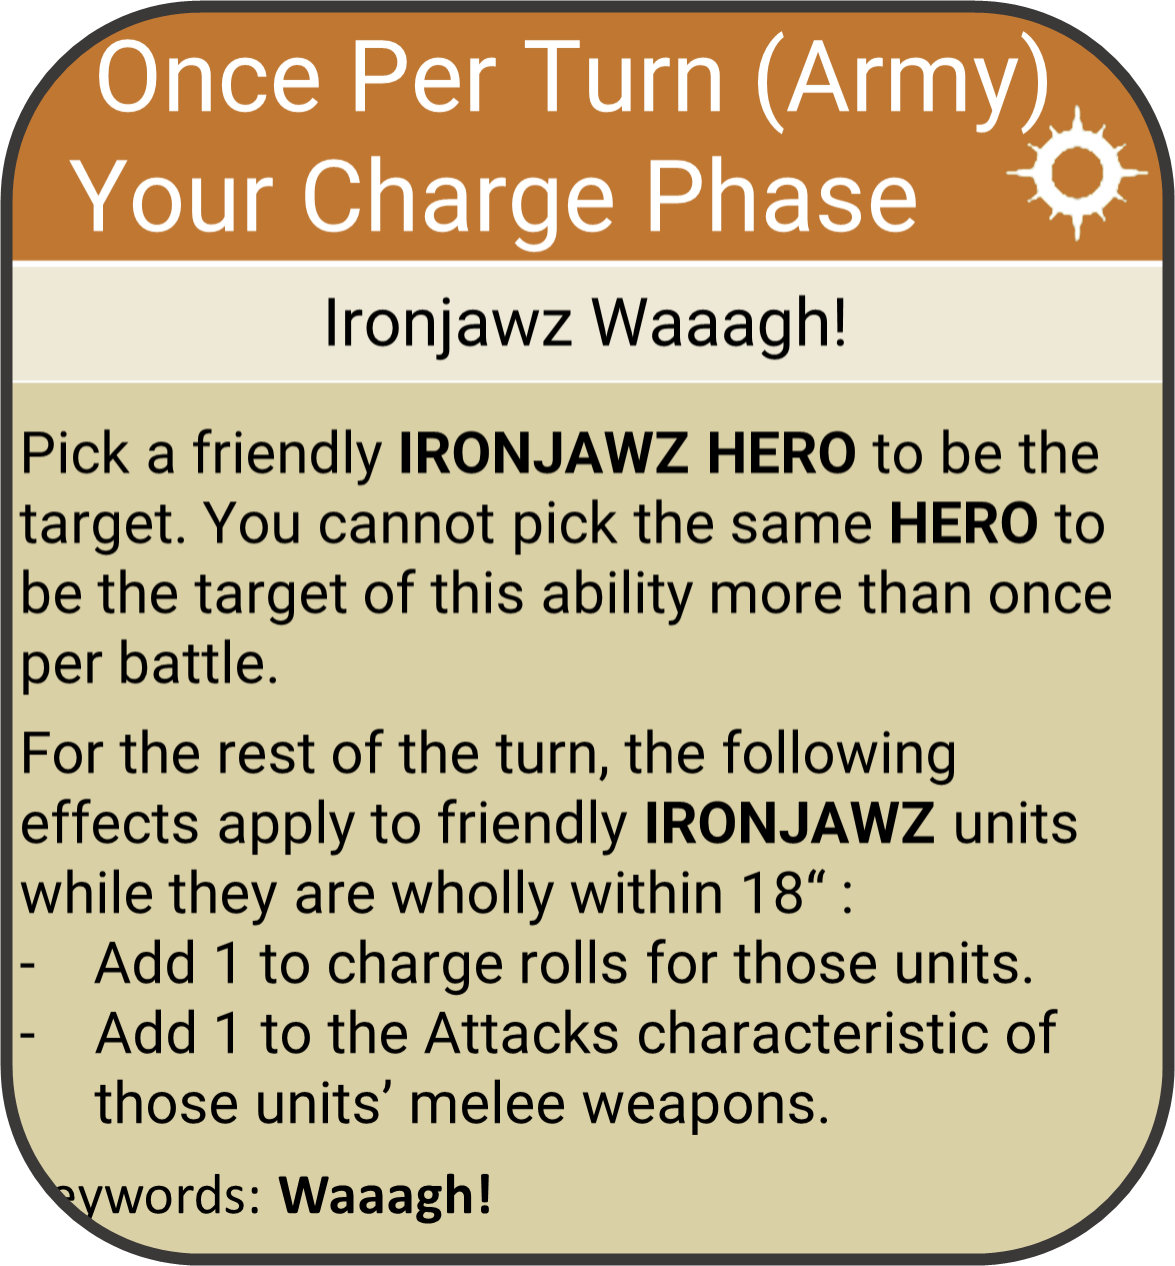 Once Per Turn (Army)
Your Charge Phase
Ironjawz Waaagh!
Pick a friendly IRONJAWZ HERO to be the
target. You cannot pick the same HERO to
be the target of this ability more than once
per battle.
For the rest of the turn, the following
effects apply to friendly IRONJAWZ units
while they are wholly within 18“ :
- Add 1 to charge rolls for those units.
- Add 1 to the Attacks characteristic of
those units’ melee weapons.
eywords: Waaagh!